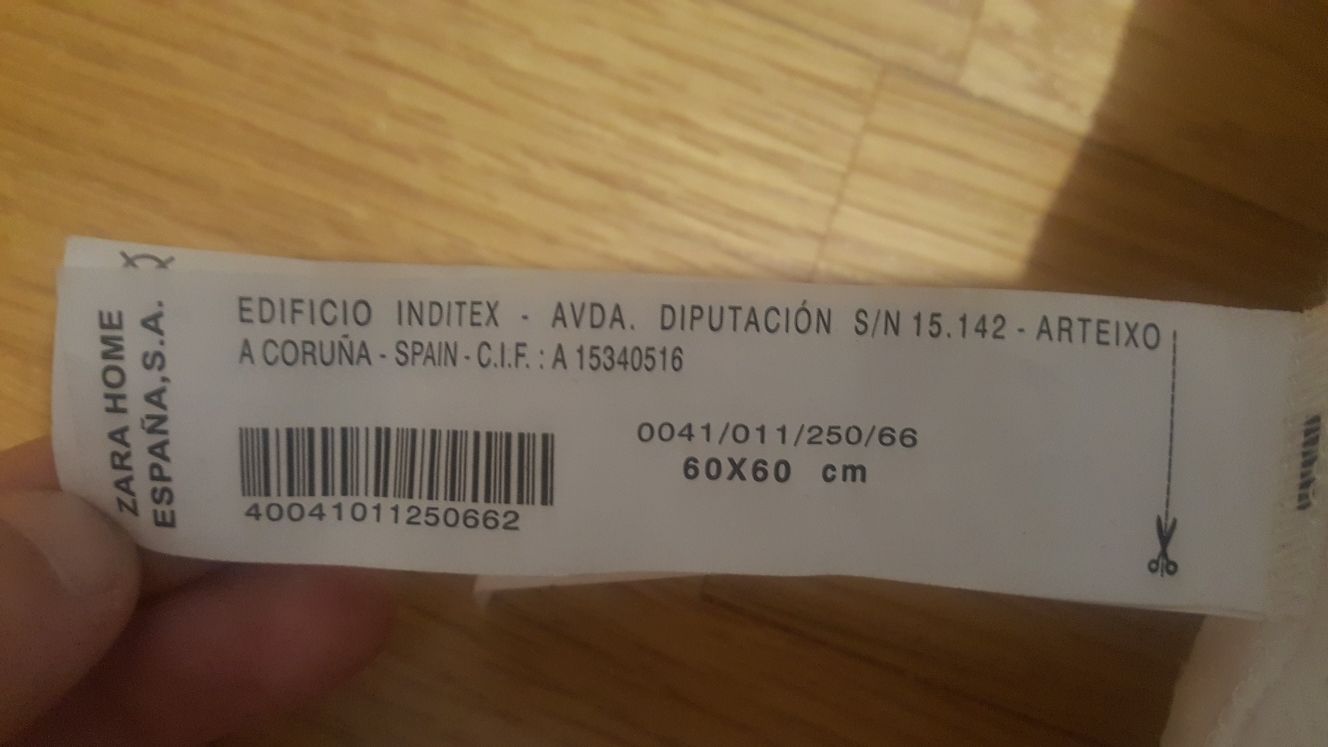 ZARA HOME
ESPAÑA,S.A.
EDIFICIO INDITEX - AVDA. DIPUTACIÓN S/N 15.142 - ARTEIXO
A CORUÑA - SPAIN - C.I.F. : A 15340516
0041/011/250/66
60X60 cm
40041011250662